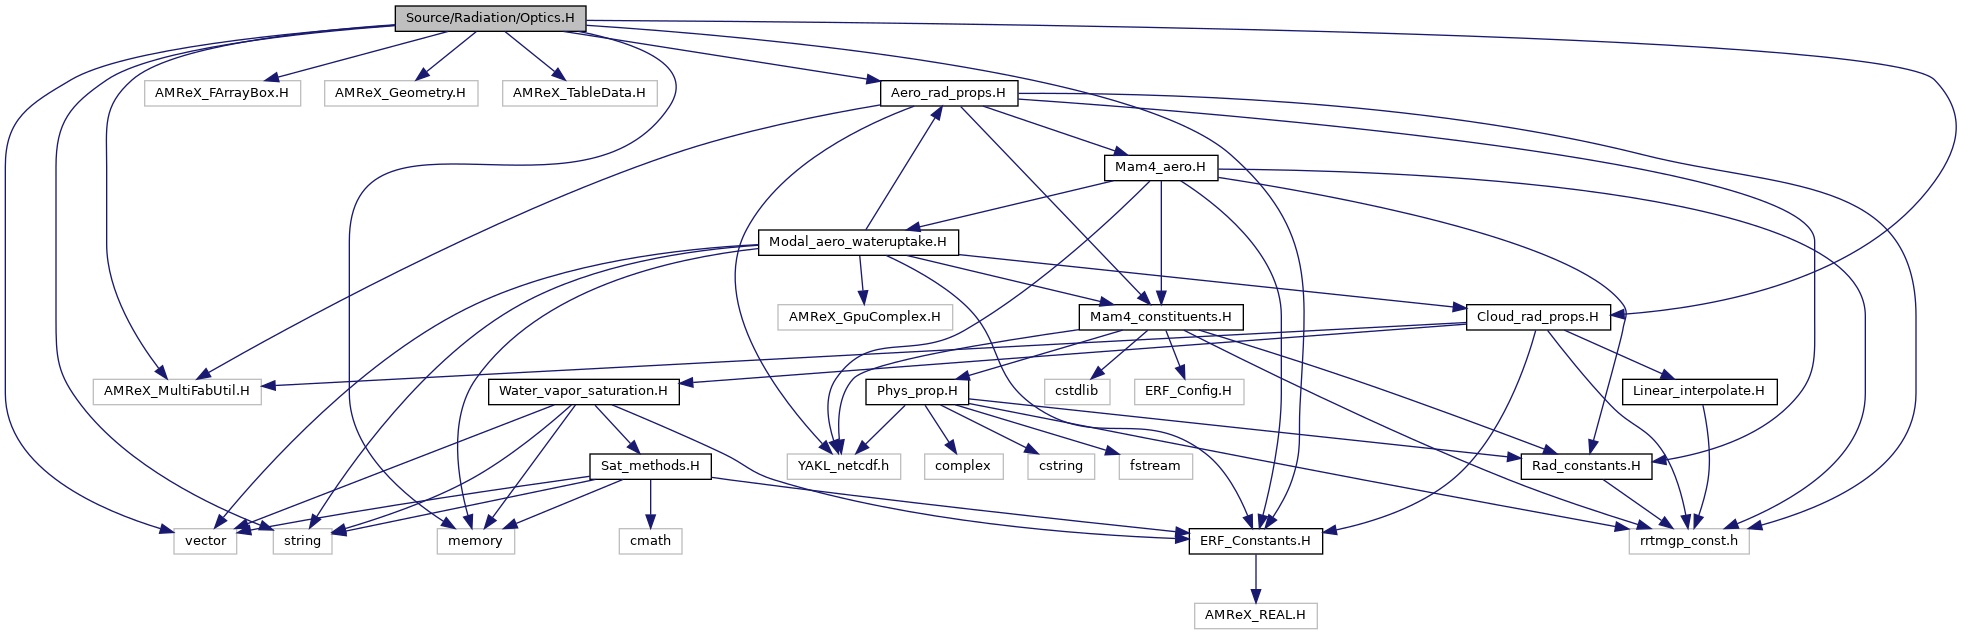 Source/Radiation/Optics.H
AMReX_FArrayBox.H
AMReX_Geometry.H
AMReX_TableData.H
Aero_rad_props.H
Mam4_aero.H
Modal_aero_wateruptake.H
AMReX_GpuComplex.H
Mam4_constituents.H
Cloud_rad_props.H
AMReX_MultiFabUtil.H
Water_vapor_saturation.H
Phys_prop.H
cstdlib
ERF_Config.H
Linear_interpolate.H
Sat_methods.H
YAKL_netcdf.h
complex
cstring
fstream
Rad_constants.H
vector
string
memory
cmath
ERF_Constants.H
rrtmgp_const.h
AMReX_REAL.H